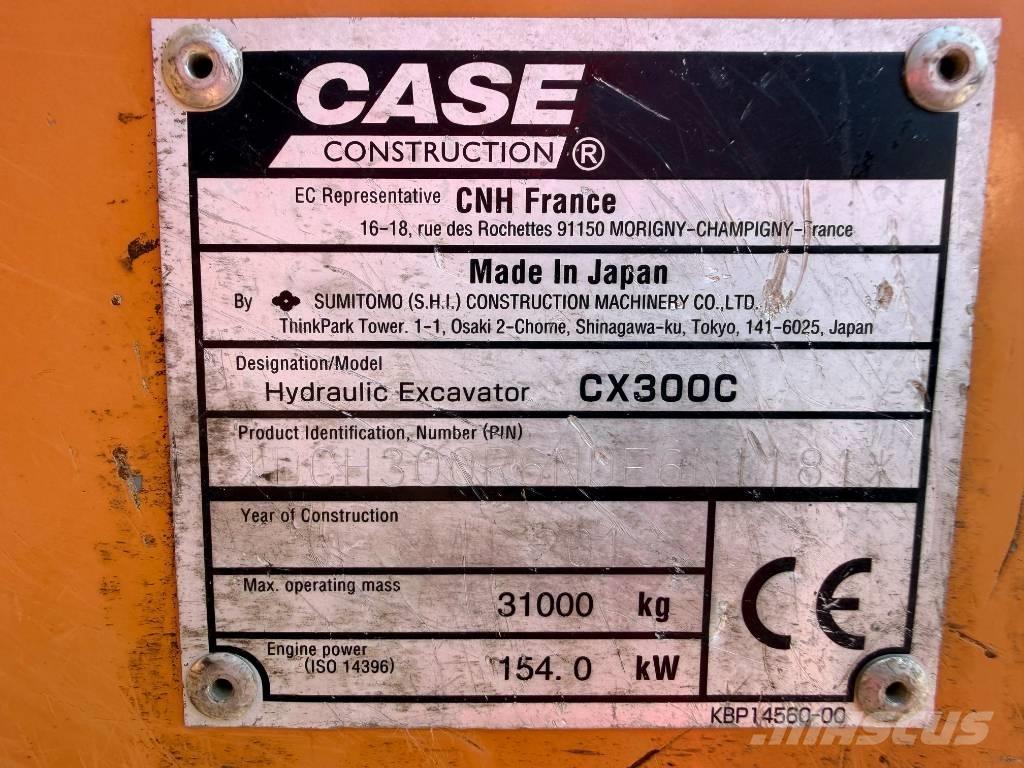 CASE
CONSTRUCTION ®
EC Representative CNH France
16-18, rue des Rochettes 91150 MORIGNY-CHAMPIGNY-France
Made In Japan
By SUMITOMO (S.H.I.) CONSTRUCTION MACHINERY CO.,LTD.
ThinkPark Tower. 1-1, Osaki 2-Chome, Shinagawa-ku, Tokyo, 141-6025, Japan
Designation/Model
Hydraulic Excavator CX300C
Product Identification, Number (PIN)
Year of Construction
Max. operating mass
31000 kg
Engine power
(ISO 14396)
154.0 kW
CE
KBP14560-00
MASCUS